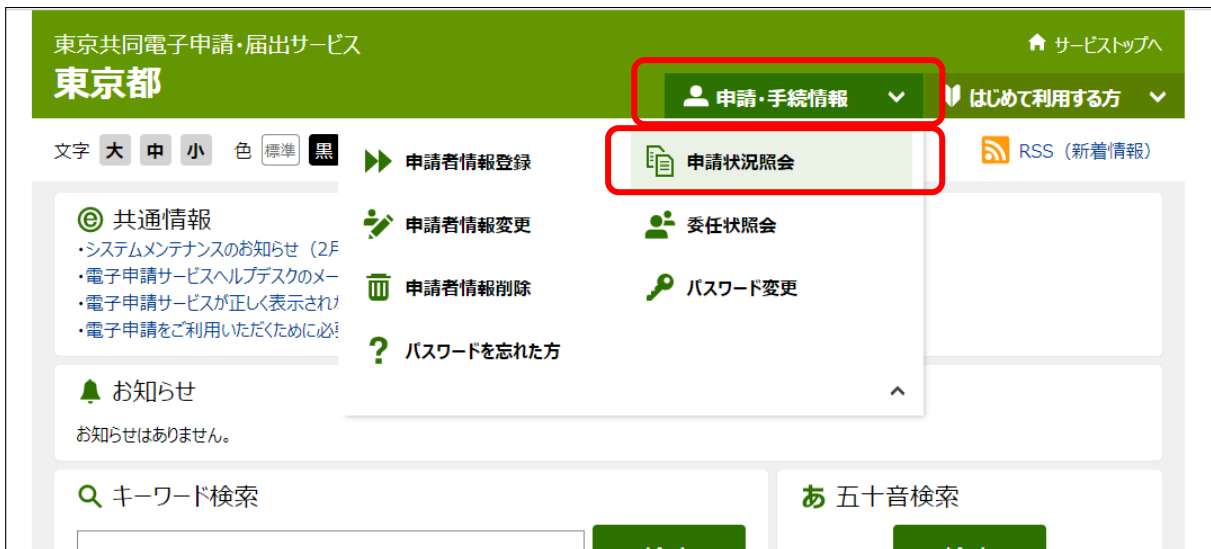 東京共同電子申請・届出サービス
東京都
サービストップへ
申請・手続情報
はじめて利用する方
文字 大 中 小 色 標準 黒
RSS（新着情報）
申請者情報登録
申請状況照会
申請者情報変更
委任状照会
申請者情報削除
パスワード変更
パスワードを忘れた方
共通情報
・システムメンテナンスのお知らせ（2月
・電子申請サービスヘルプデスクのメー
・電子申請サービスが正しく表示され
・電子申請をご利用いただくために必
お知らせ
お知らせはありません。
キーワード検索
あ 五十音検索